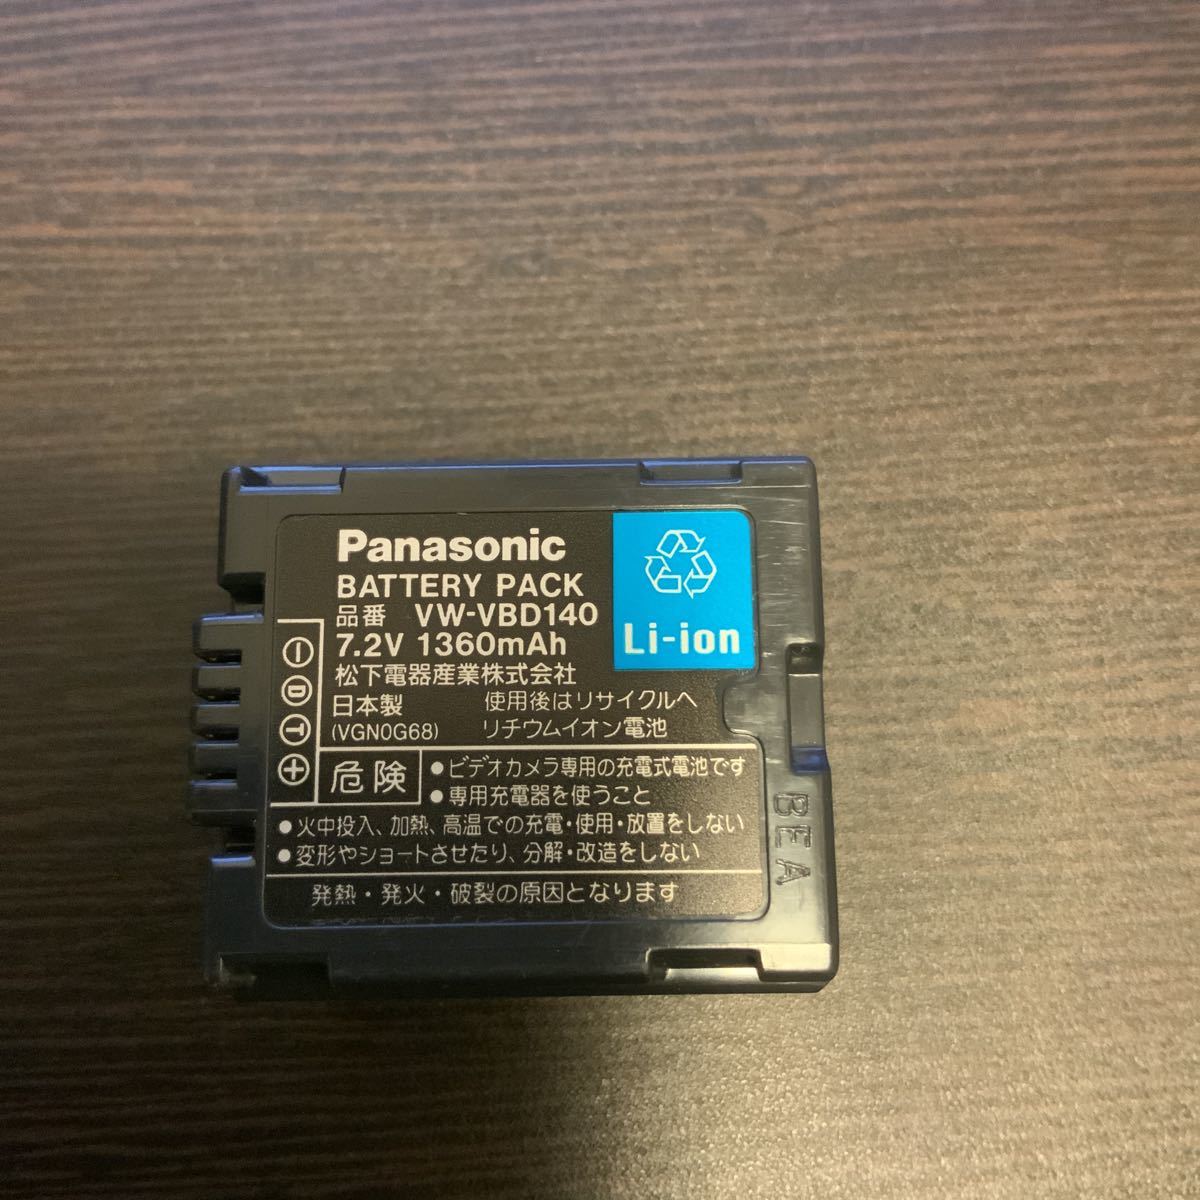 Panasonic
BATTERY PACK
品番 VW-VBD140
7.2V 1360mAh
松下電器産業株式会社
日本製 使用後はリサイクルへ
(VGN0G68) リチウムイオン電池
Li-ion
D
T
危険
●ビデオカメラ専用の充電式電池です
●専用充電器を使うこと
●火中投入、加熱、高温での充電・使用・放置をしない
●変形やショートさせたり、分解・改造をしない
発熱・発火・破裂の原因となります
BEA